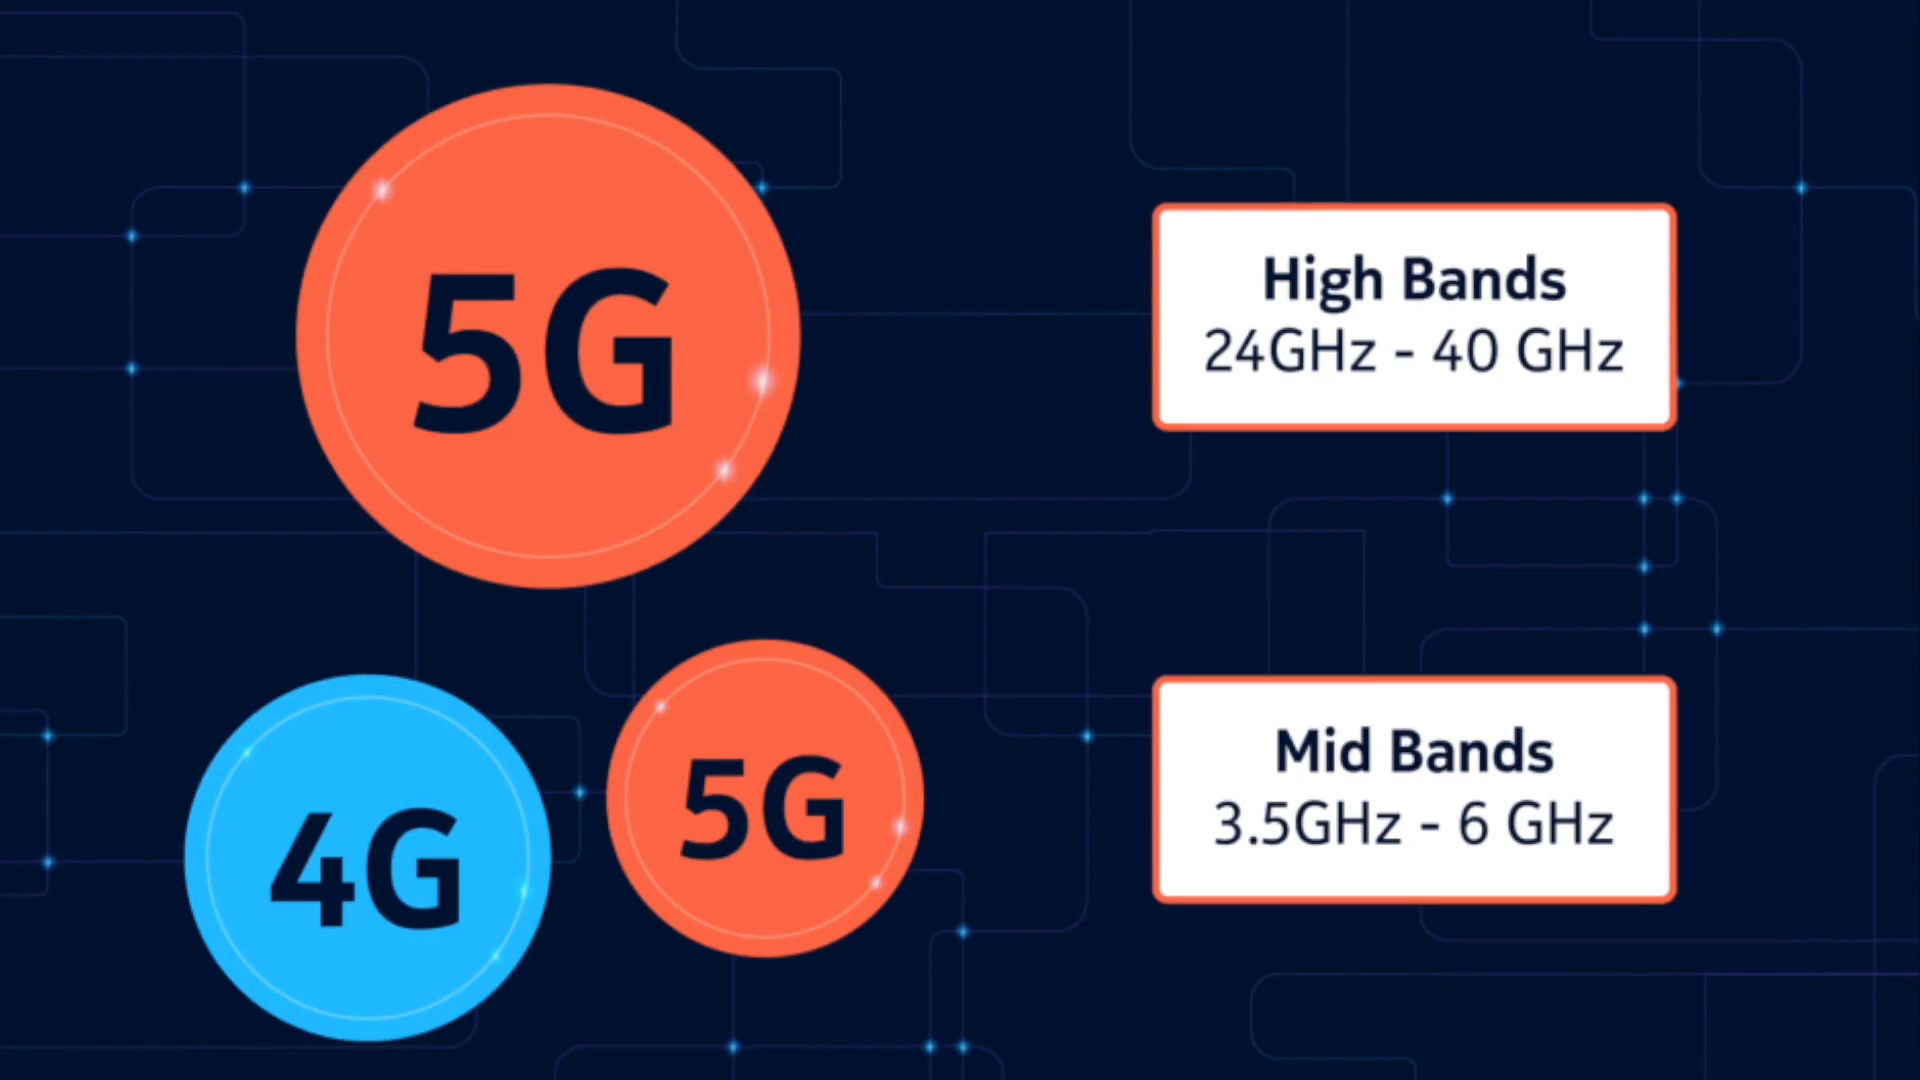 5G
High Bands
24GHz - 40 GHz
4G
5G
Mid Bands
3.5GHz - 6 GHz